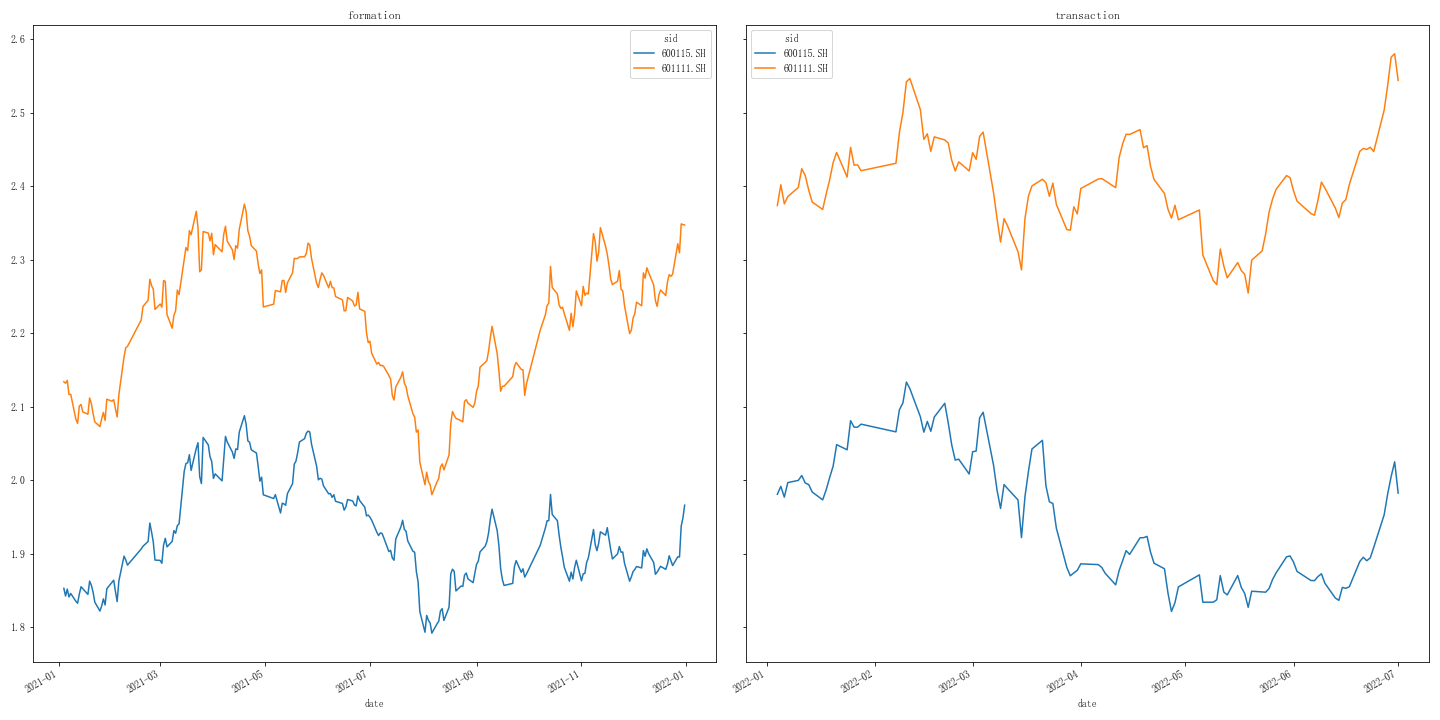 formation
transaction
sid
600115.SH
601111.SH
sid
600115.SH
601111.SH
2.6
2.5
2.4
2.3
2.2
2.1
2.0
1.9
1.8
2021-01
2021-03
2021-05
2021-07
2021-09
2021-11
2022-01
2022-01
2022-02
2022-03
2022-04
2022-05
2022-06
2022-07
date
date